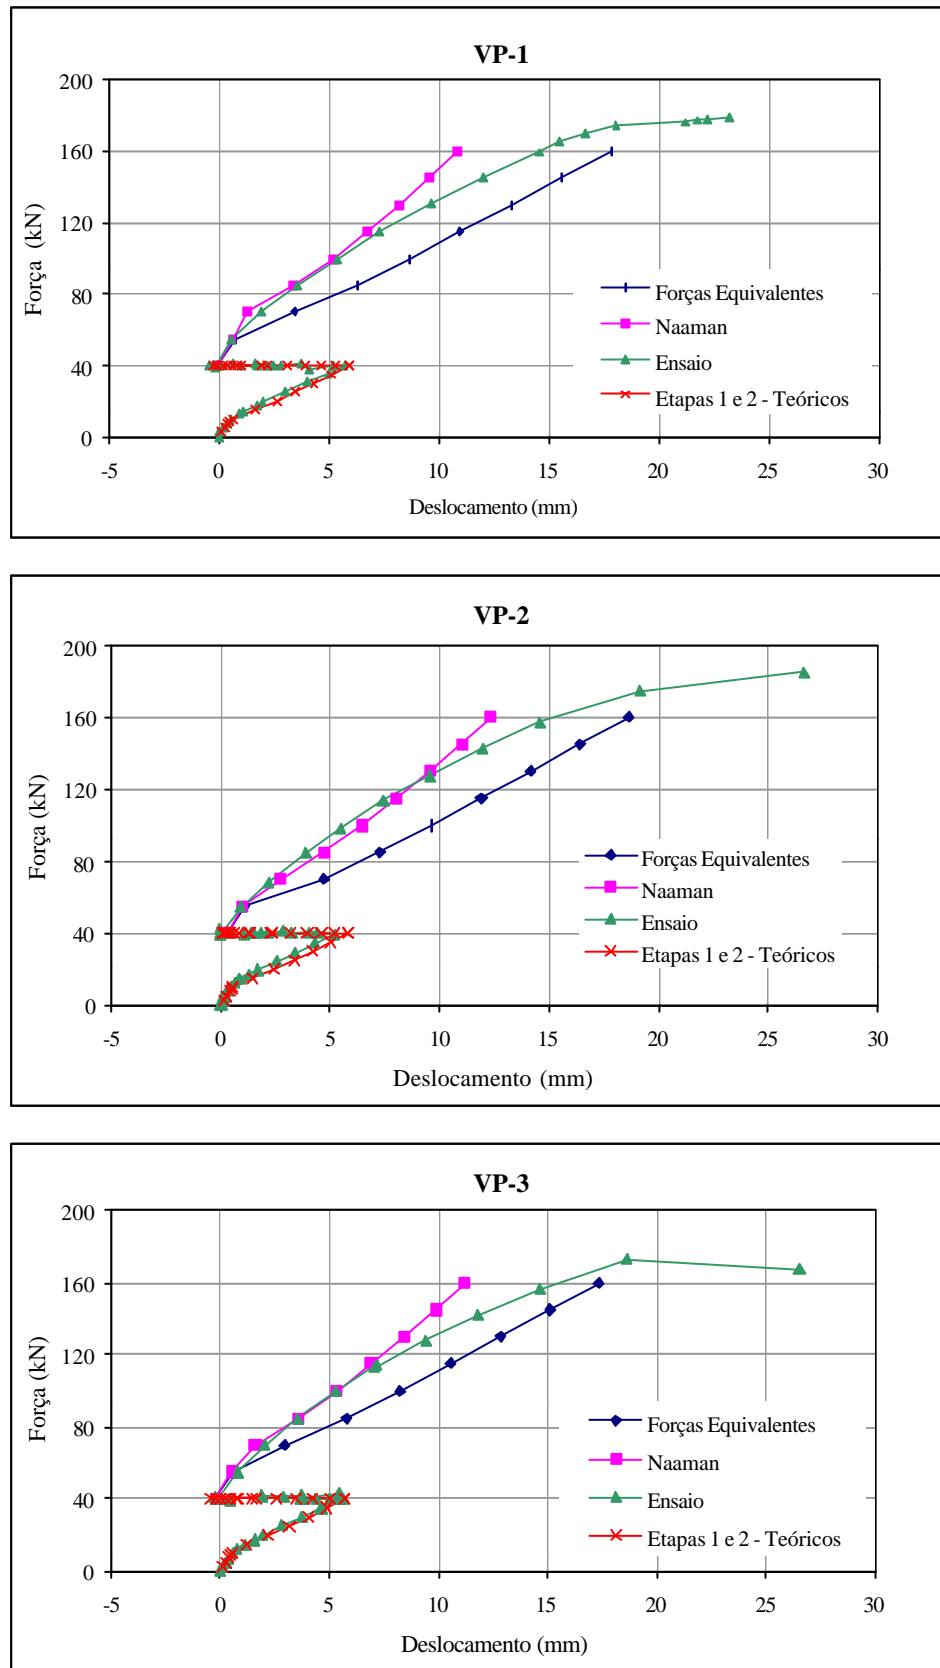 VP-1
200
160
120
80
40
0
Força (kN)
-5 0 5 10 15 20 25 30
Deslocamento (mm)
Forças Equivalentes
Naaman
Ensaio
Etapas 1 e 2 - Teóricos
VP-2
200
160
120
80
40
0
Força (kN)
-5 0 5 10 15 20 25 30
Deslocamento (mm)
Forças Equivalentes
Naaman
Ensaio
Etapas 1 e 2 - Teóricos
VP-3
200
160
120
80
40
0
Força (kN)
-5 0 5 10 15 20 25 30
Deslocamento (mm)
Forças Equivalentes
Naaman
Ensaio
Etapas 1 e 2 - Teóricos